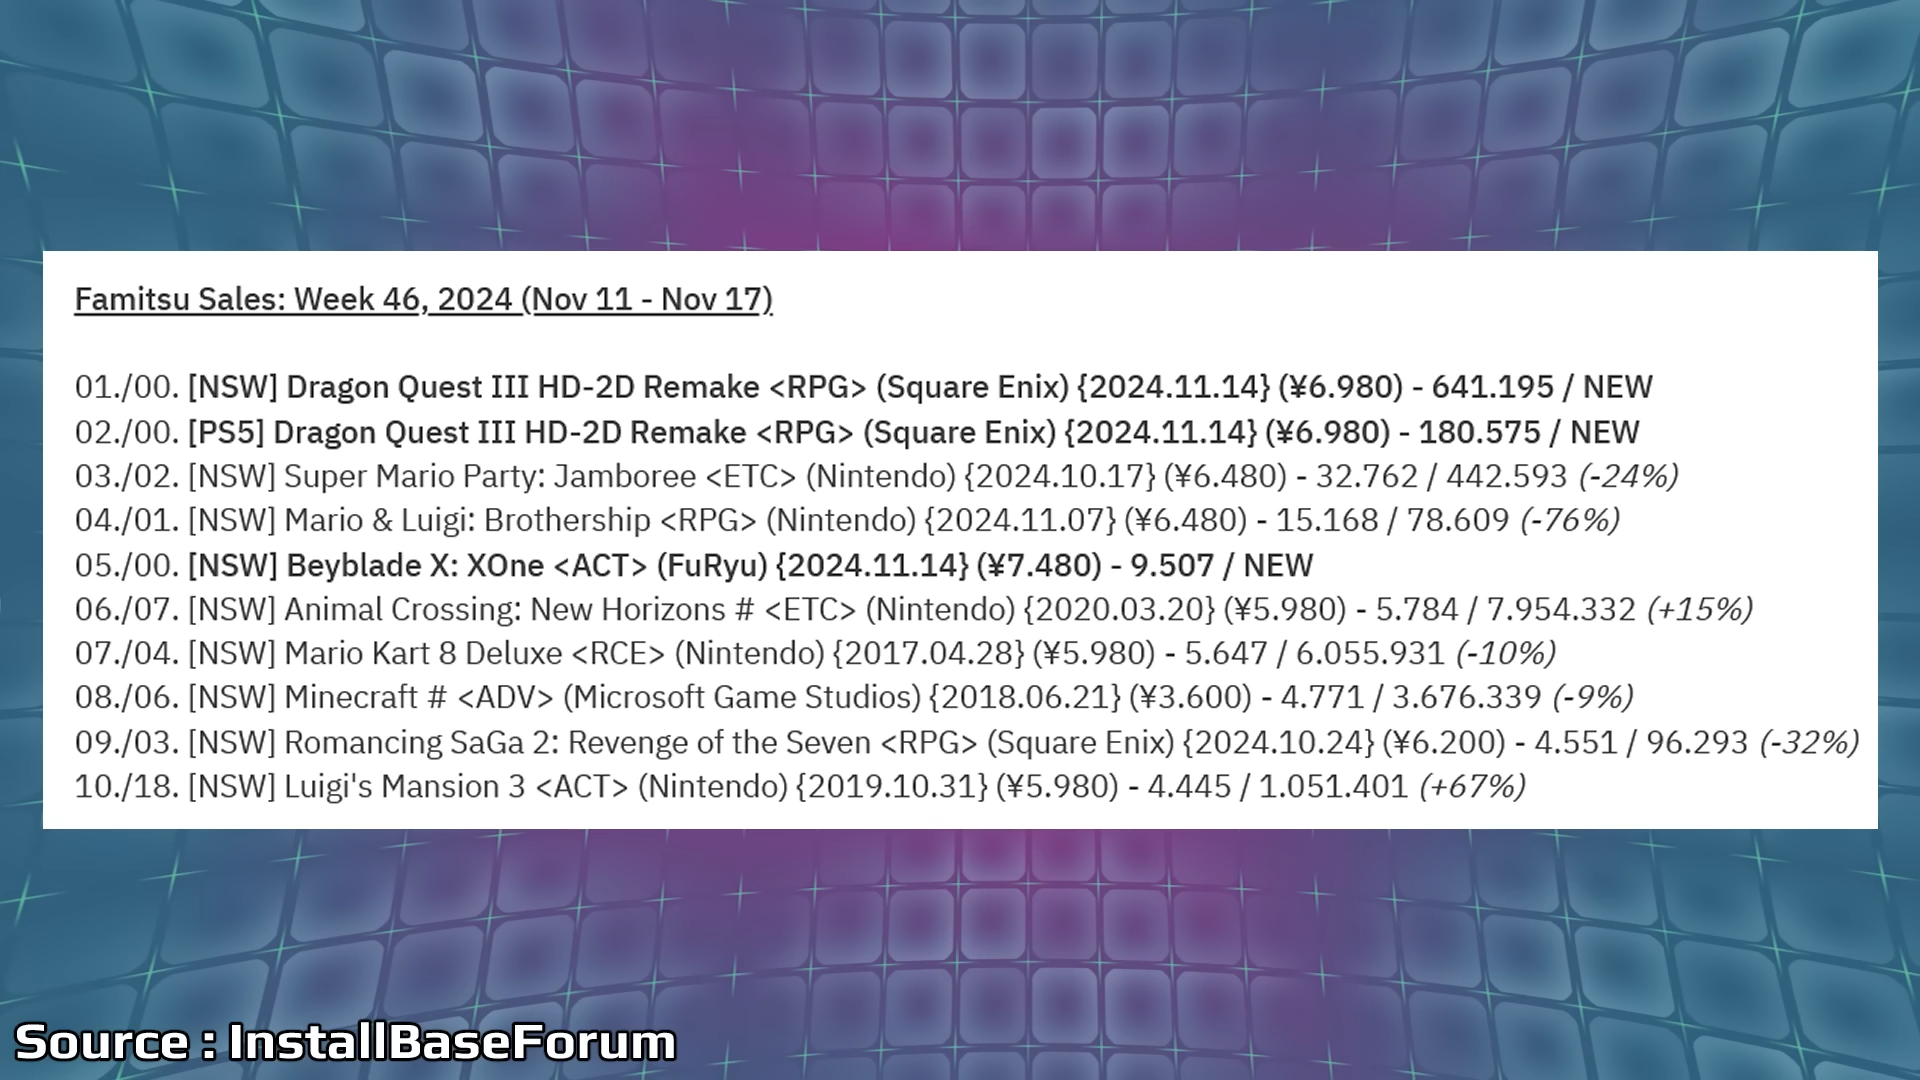 Famitsu Sales: Week 46, 2024 (Nov 11 - Nov 17)
01./00. [NSW] Dragon Quest III HD-2D Remake <RPG> (Square Enix) {2024.11.14} (¥6.980) - 641.195 / NEW
02./00. [PS5] Dragon Quest III HD-2D Remake <RPG> (Square Enix) {2024.11.14} (¥6.980) - 180.575 / NEW
03./02. [NSW] Super Mario Party: Jamboree <ETC> (Nintendo) {2024.10.17} (¥6.480) - 32.762 / 442.593 (-24%)
04./01. [NSW] Mario & Luigi: Brothership <RPG> (Nintendo) {2024.11.07} (¥6.480) - 15.168 / 78.609 (-76%)
05./00. [NSW] Beyblade X: XOne <ACT> (FuRyu) {2024.11.14} (¥7.480) - 9.507 / NEW
06./07. [NSW] Animal Crossing: New Horizons # <ETC> (Nintendo) {2020.03.20} (¥5.980) - 5.784 / 7.954.332 (+15%)
07./04. [NSW] Mario Kart 8 Deluxe <RCE> (Nintendo) {2017.04.28} (¥5.980) - 5.647 / 6.055.931 (-10%)
08./06. [NSW] Minecraft # <ADV> (Microsoft Game Studios) {2018.06.21} (¥3.600) - 4.771 / 3.676.339 (-9%)
09./03. [NSW] Romancing SaGa 2: Revenge of the Seven <RPG> (Square Enix) {2024.10.24} (¥6.200) - 4.551 / 96.293 (-32%)
10./18. [NSW] Luigi's Mansion 3 <ACT> (Nintendo) {2019.10.31} (¥5.980) - 4.445 / 1.051.401 (+67%)
Source : InstallBaseForum